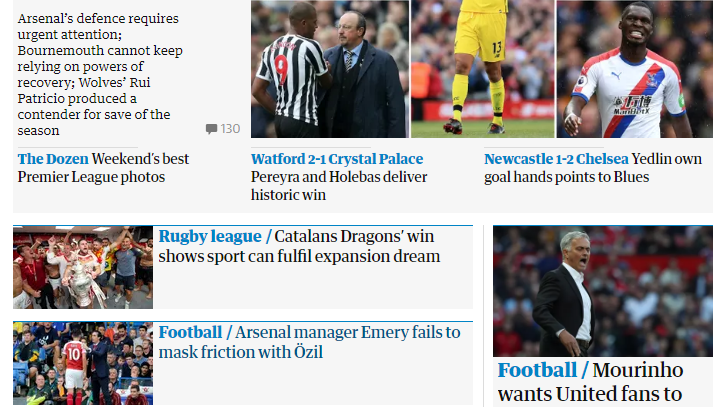 Arsenal's defence requires
urgent attention;
Bournemouth cannot keep
relying on powers of
recovery; Wolves' Rui
Patricio produced a
contender for save of the
season
130
The Dozen Weekend's best
Premier League photos
9
13
Watford 2-1 Crystal Palace
Pereyra and Holebas deliver
historic win
ManBetX
Newcastle 1-2 Chelsea Yedlin own
goal hands points to Blues
Rugby league / Catalans Dragons' win
shows sport can fulfil expansion dream
10
Football / Arsenal manager Emery fails to
mask friction with Özil
Football / Mourinho
wants United fans to